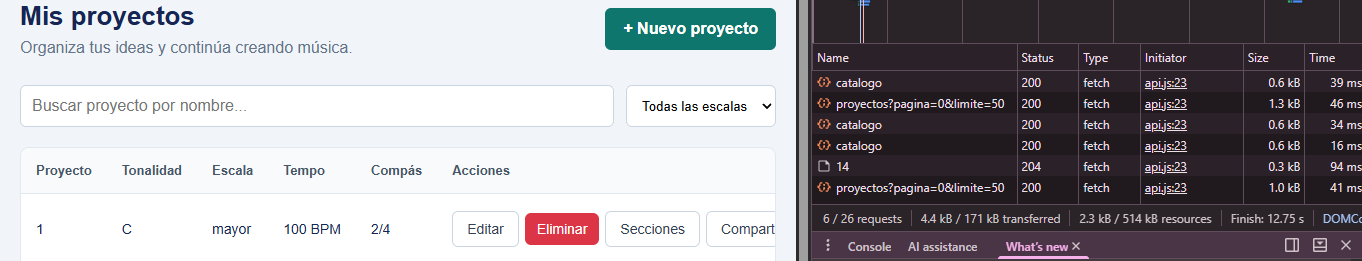 Mis proyectos
+ Nuevo proyecto
Organiza tus ideas y continúa creando música.
Buscar proyecto por nombre...
Todas las escalas
Proyecto Tonalidad Escala Tempo Compás Acciones
1 C mayor 100 BPM 2/4 Editar Eliminar Secciones Compart
Name Status Type Initiator Size Time
catalogo 200 fetch api.js:23 0.6 kB 39 ms
proyectos?pagina=0&limite=50 200 fetch api.js:23 1.3 kB 46 ms
catalogo 200 fetch api.js:23 0.6 kB 34 ms
catalogo 200 fetch api.js:23 0.6 kB 16 ms
14 204 fetch api.js:23 0.3 kB 94 ms
proyectos?pagina=0&limite=50 200 fetch api.js:23 1.0 kB 41 ms
6 / 26 requests 4.4 kB / 171 kB transferred 2.3 kB / 514 kB resources Finish: 12.75 s DOMCo
Console AI assistance What's new